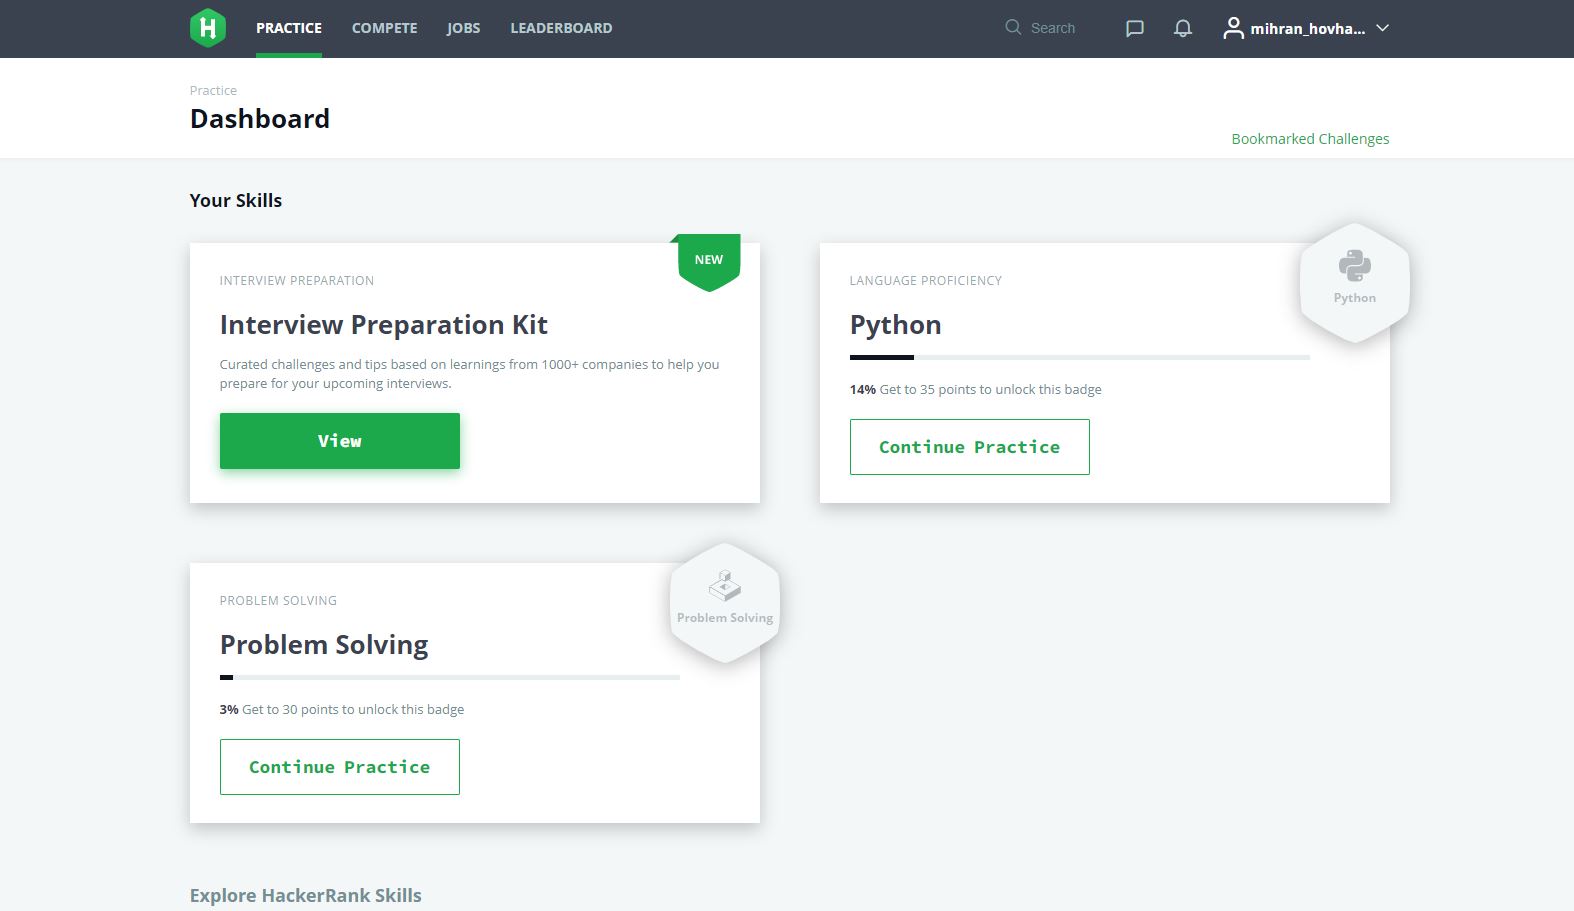 H
PRACTICE COMPETE JOBS LEADERBOARD Search mihran_hovha...
Practice
Dashboard
Bookmarked Challenges
Your Skills
NEW
INTERVIEW PREPARATION
Interview Preparation Kit
Curated challenges and tips based on learnings from 1000+ companies to help you
prepare for your upcoming interviews.
View
LANGUAGE PROFICIENCY
Python
Python
14% Get to 35 points to unlock this badge
Continue Practice
PROBLEM SOLVING
Problem Solving
Problem Solving
3% Get to 30 points to unlock this badge
Continue Practice
Explore HackerRank Skills